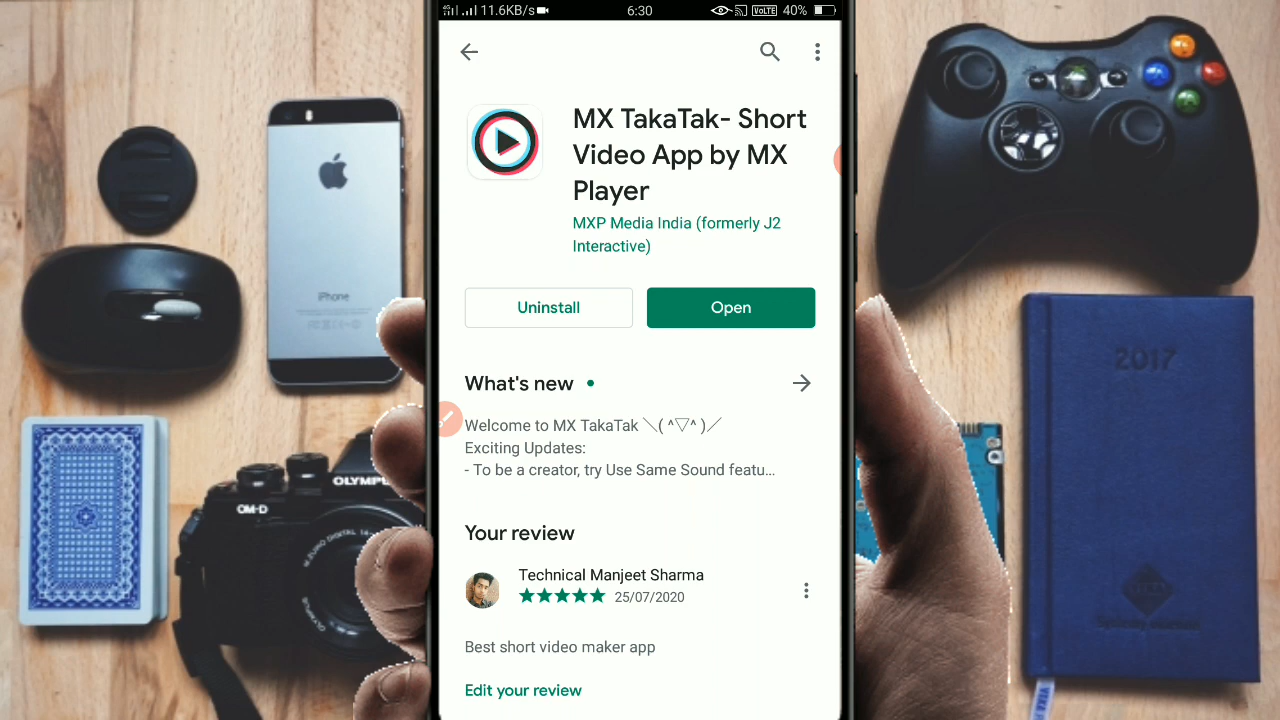 11.6KB/s
6:30
VoLTE 40%
MX TakaTak- Short
Video App by MX
Player
MXP Media India (formerly J2
Interactive)
Uninstall
Open
What's new
Welcome to MX TakaTak ＼( ^▽^ )／
Exciting Updates:
- To be a creator, try Use Same Sound featu…
Your review
Technical Manjeet Sharma
25/07/2020
Best short video maker app
Edit your review
iPhone
OLYMPUS
OM-D
2017